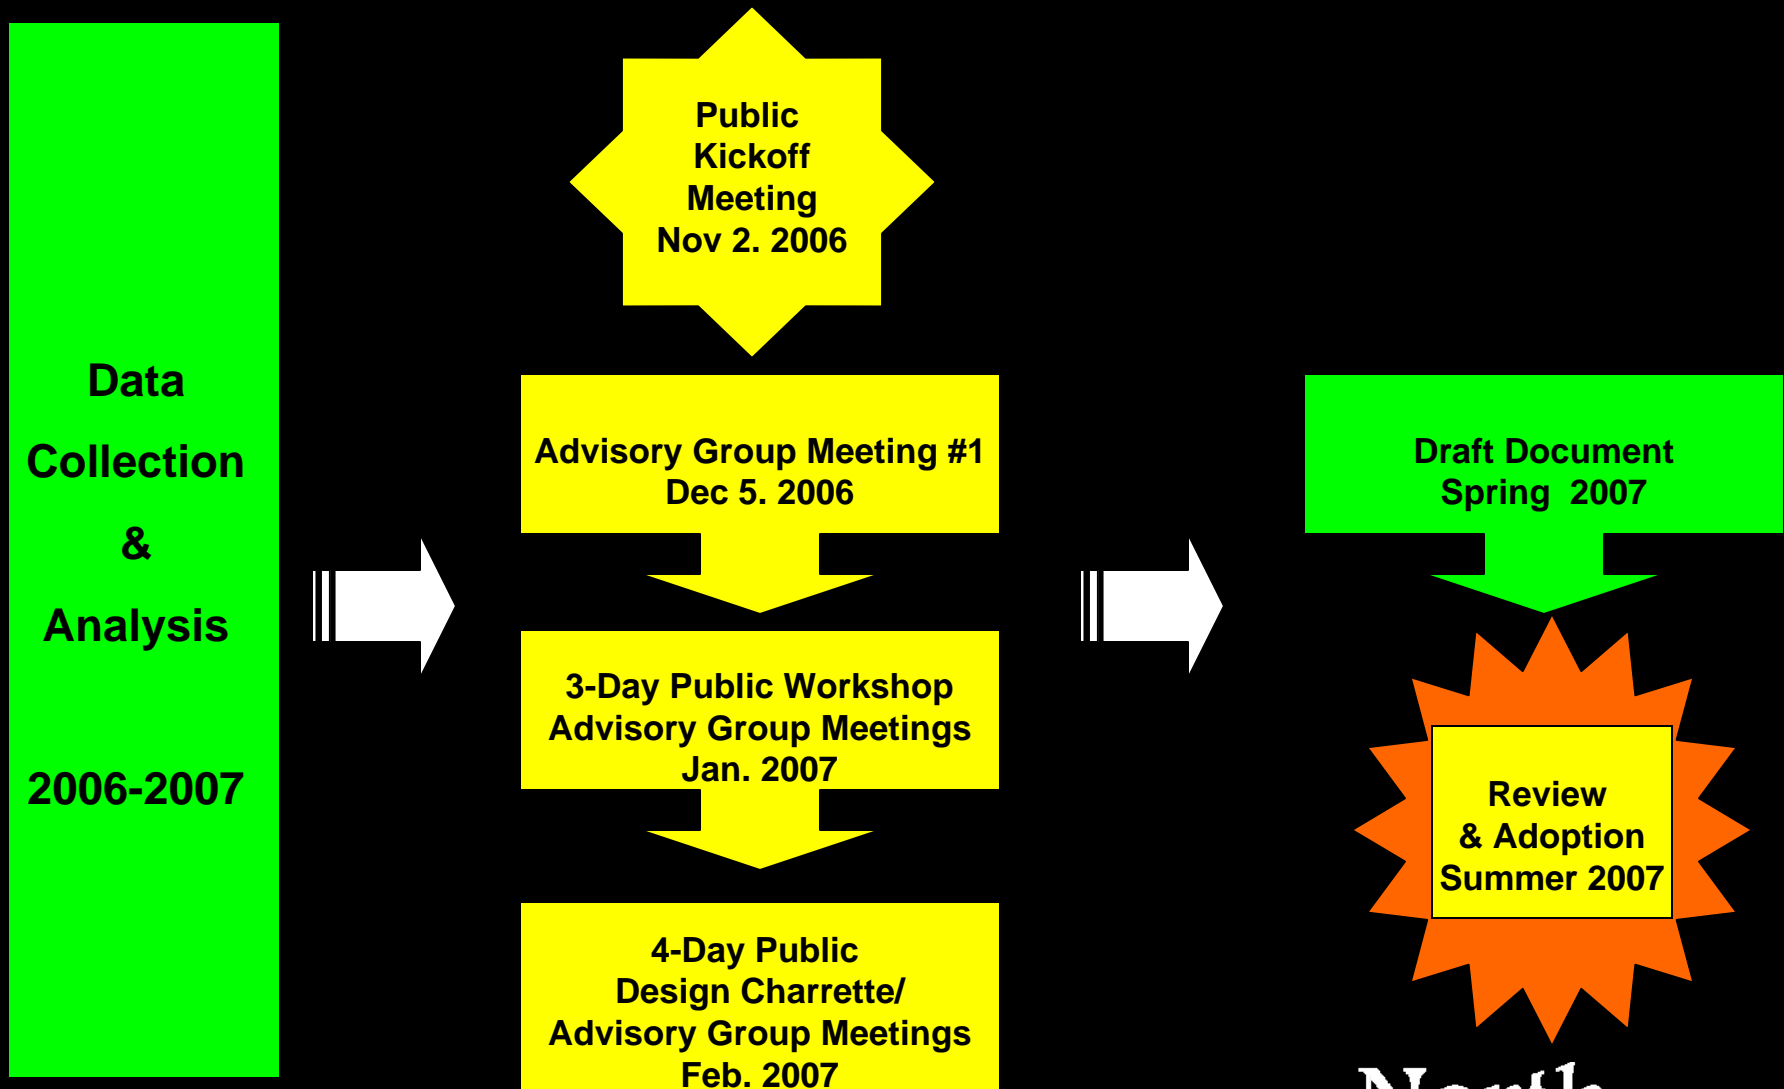 Data
Collection
&
Analysis
2006-2007
Public
Kickoff
Meeting
Nov 2. 2006
Advisory Group Meeting #1
Dec 5. 2006
3-Day Public Workshop
Advisory Group Meetings
Jan. 2007
4-Day Public
Design Charrette/
Advisory Group Meetings
Feb. 2007
Draft Document
Spring 2007
Review
& Adoption
Summer 2007
North